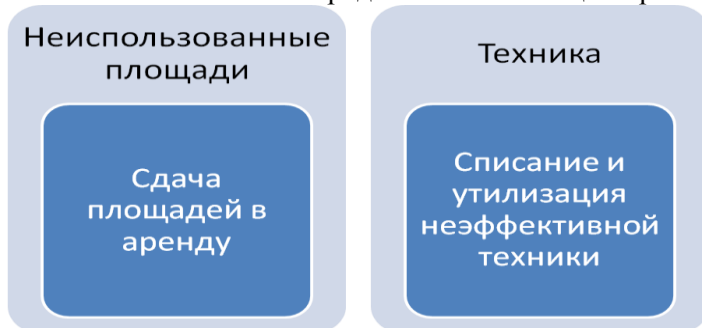 Неиспользованные
площади
Сдача
площадей в
аренду
Техника
Списание и
утилизация
неэффективной
техники